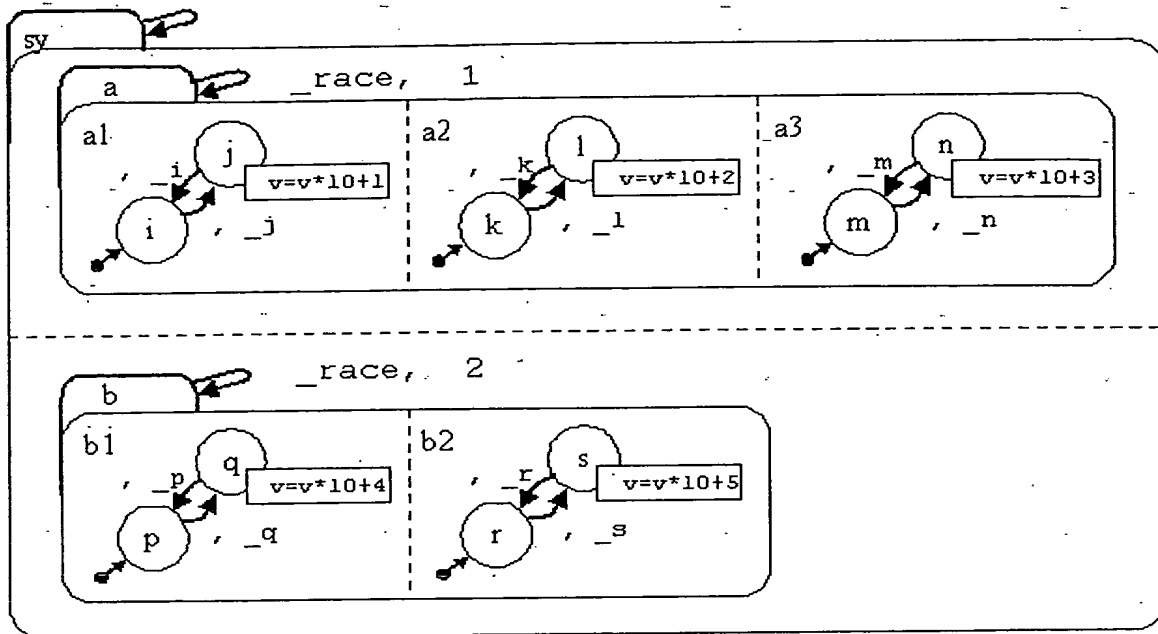 sy
a
_race, 1
a1
j
, _i
v=v*10+1
i
, _j
a2
l
, _k
v=v*10+2
k
, _l
a3
n
, _m
v=v*10+3
m
, _n
b
_race, 2
b1
q
, _p
v=v*10+4
p
, _q
b2
s
, _r
v=v*10+5
r
, _s